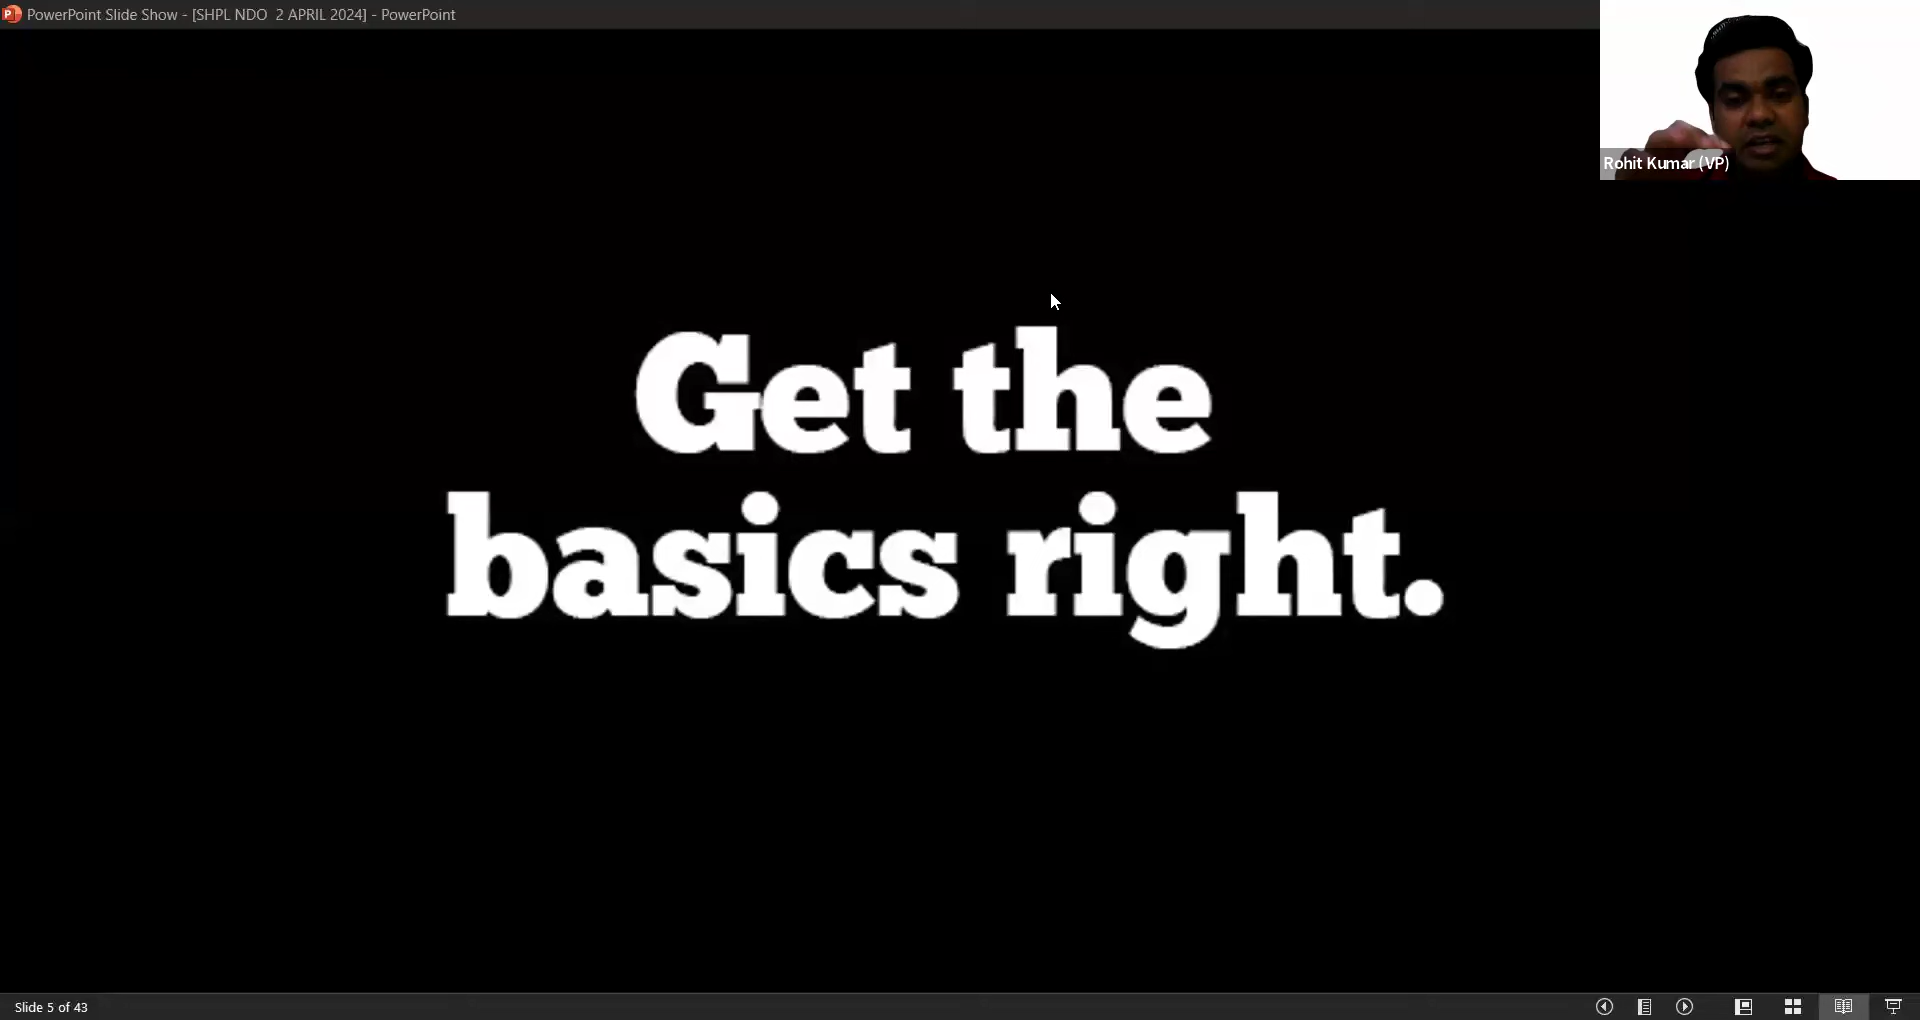 PowerPoint Slide Show - [SHPL NDO  2 APRIL 2024] - PowerPoint
Rohit Kumar (VP)
Get the
basics right.
Slide 5 of 43